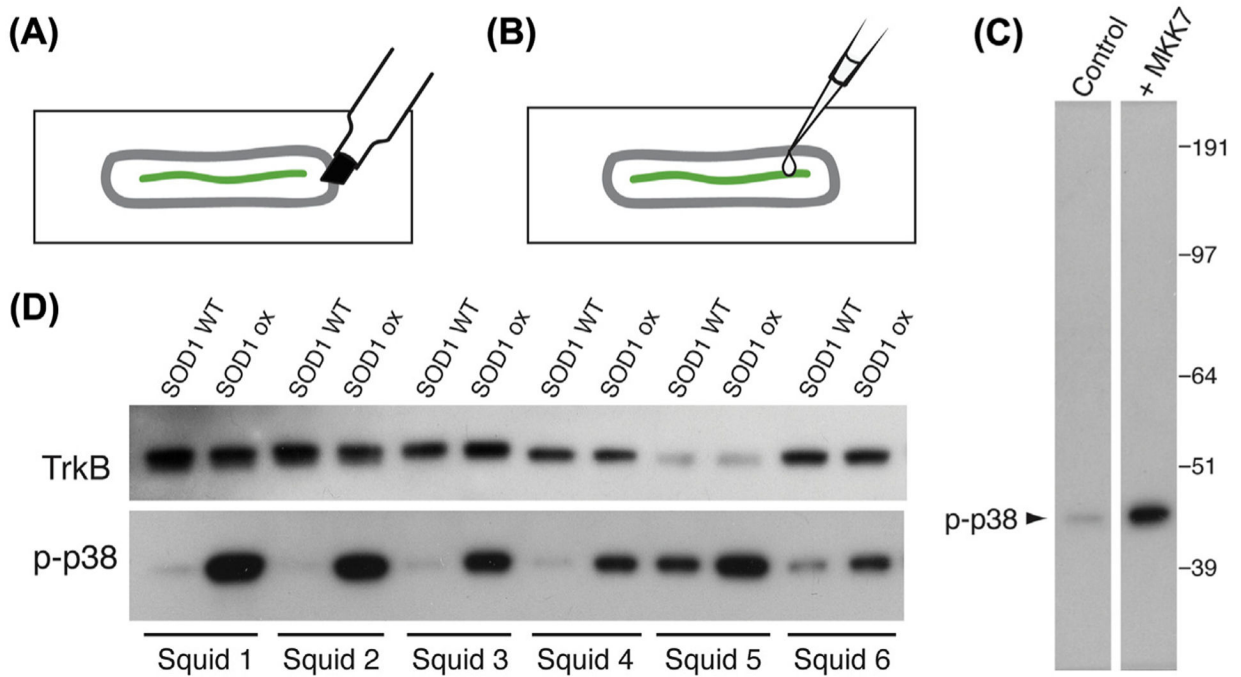 (A)
(B)
(C)
Control
+ MKK7
–191
–97
–64
–51
p-p38
–39
(D)
SOD1 WT
SOD1 ox
SOD1 WT
SOD1 ox
SOD1 WT
SOD1 ox
SOD1 WT
SOD1 ox
SOD1 WT
SOD1 ox
SOD1 WT
SOD1 ox
TrkB
p-p38
Squid 1
Squid 2
Squid 3
Squid 4
Squid 5
Squid 6